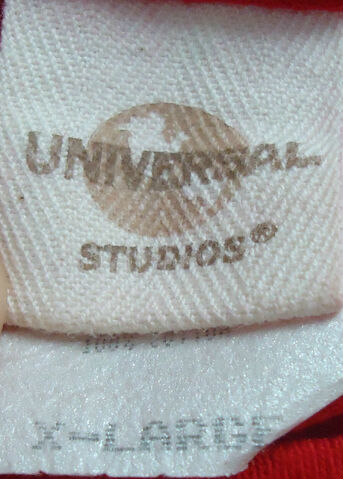 UNIVERSAL
STUDIOS®
100% COTTON
X-LARGE